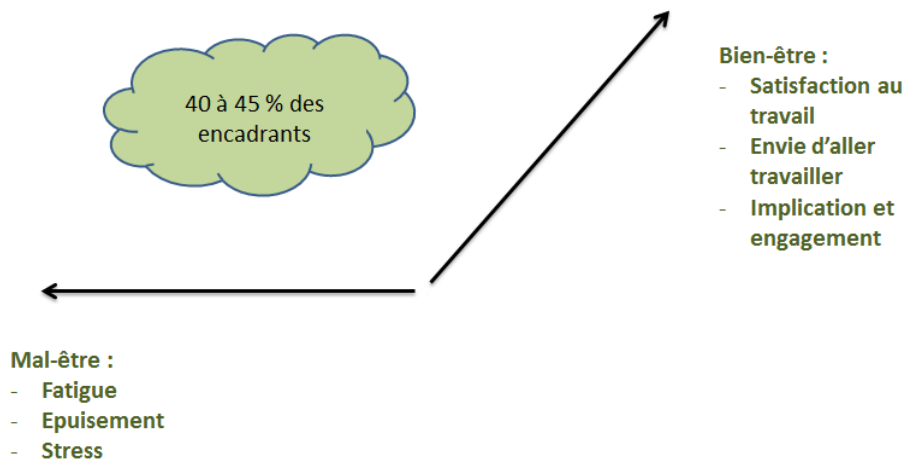 40 à 45 % des
encadrants
Bien-être :
- Satisfaction au
travail
- Envie d'aller
travailler
- Implication et
engagement
Mal-être :
- Fatigue
- Epuisement
- Stress